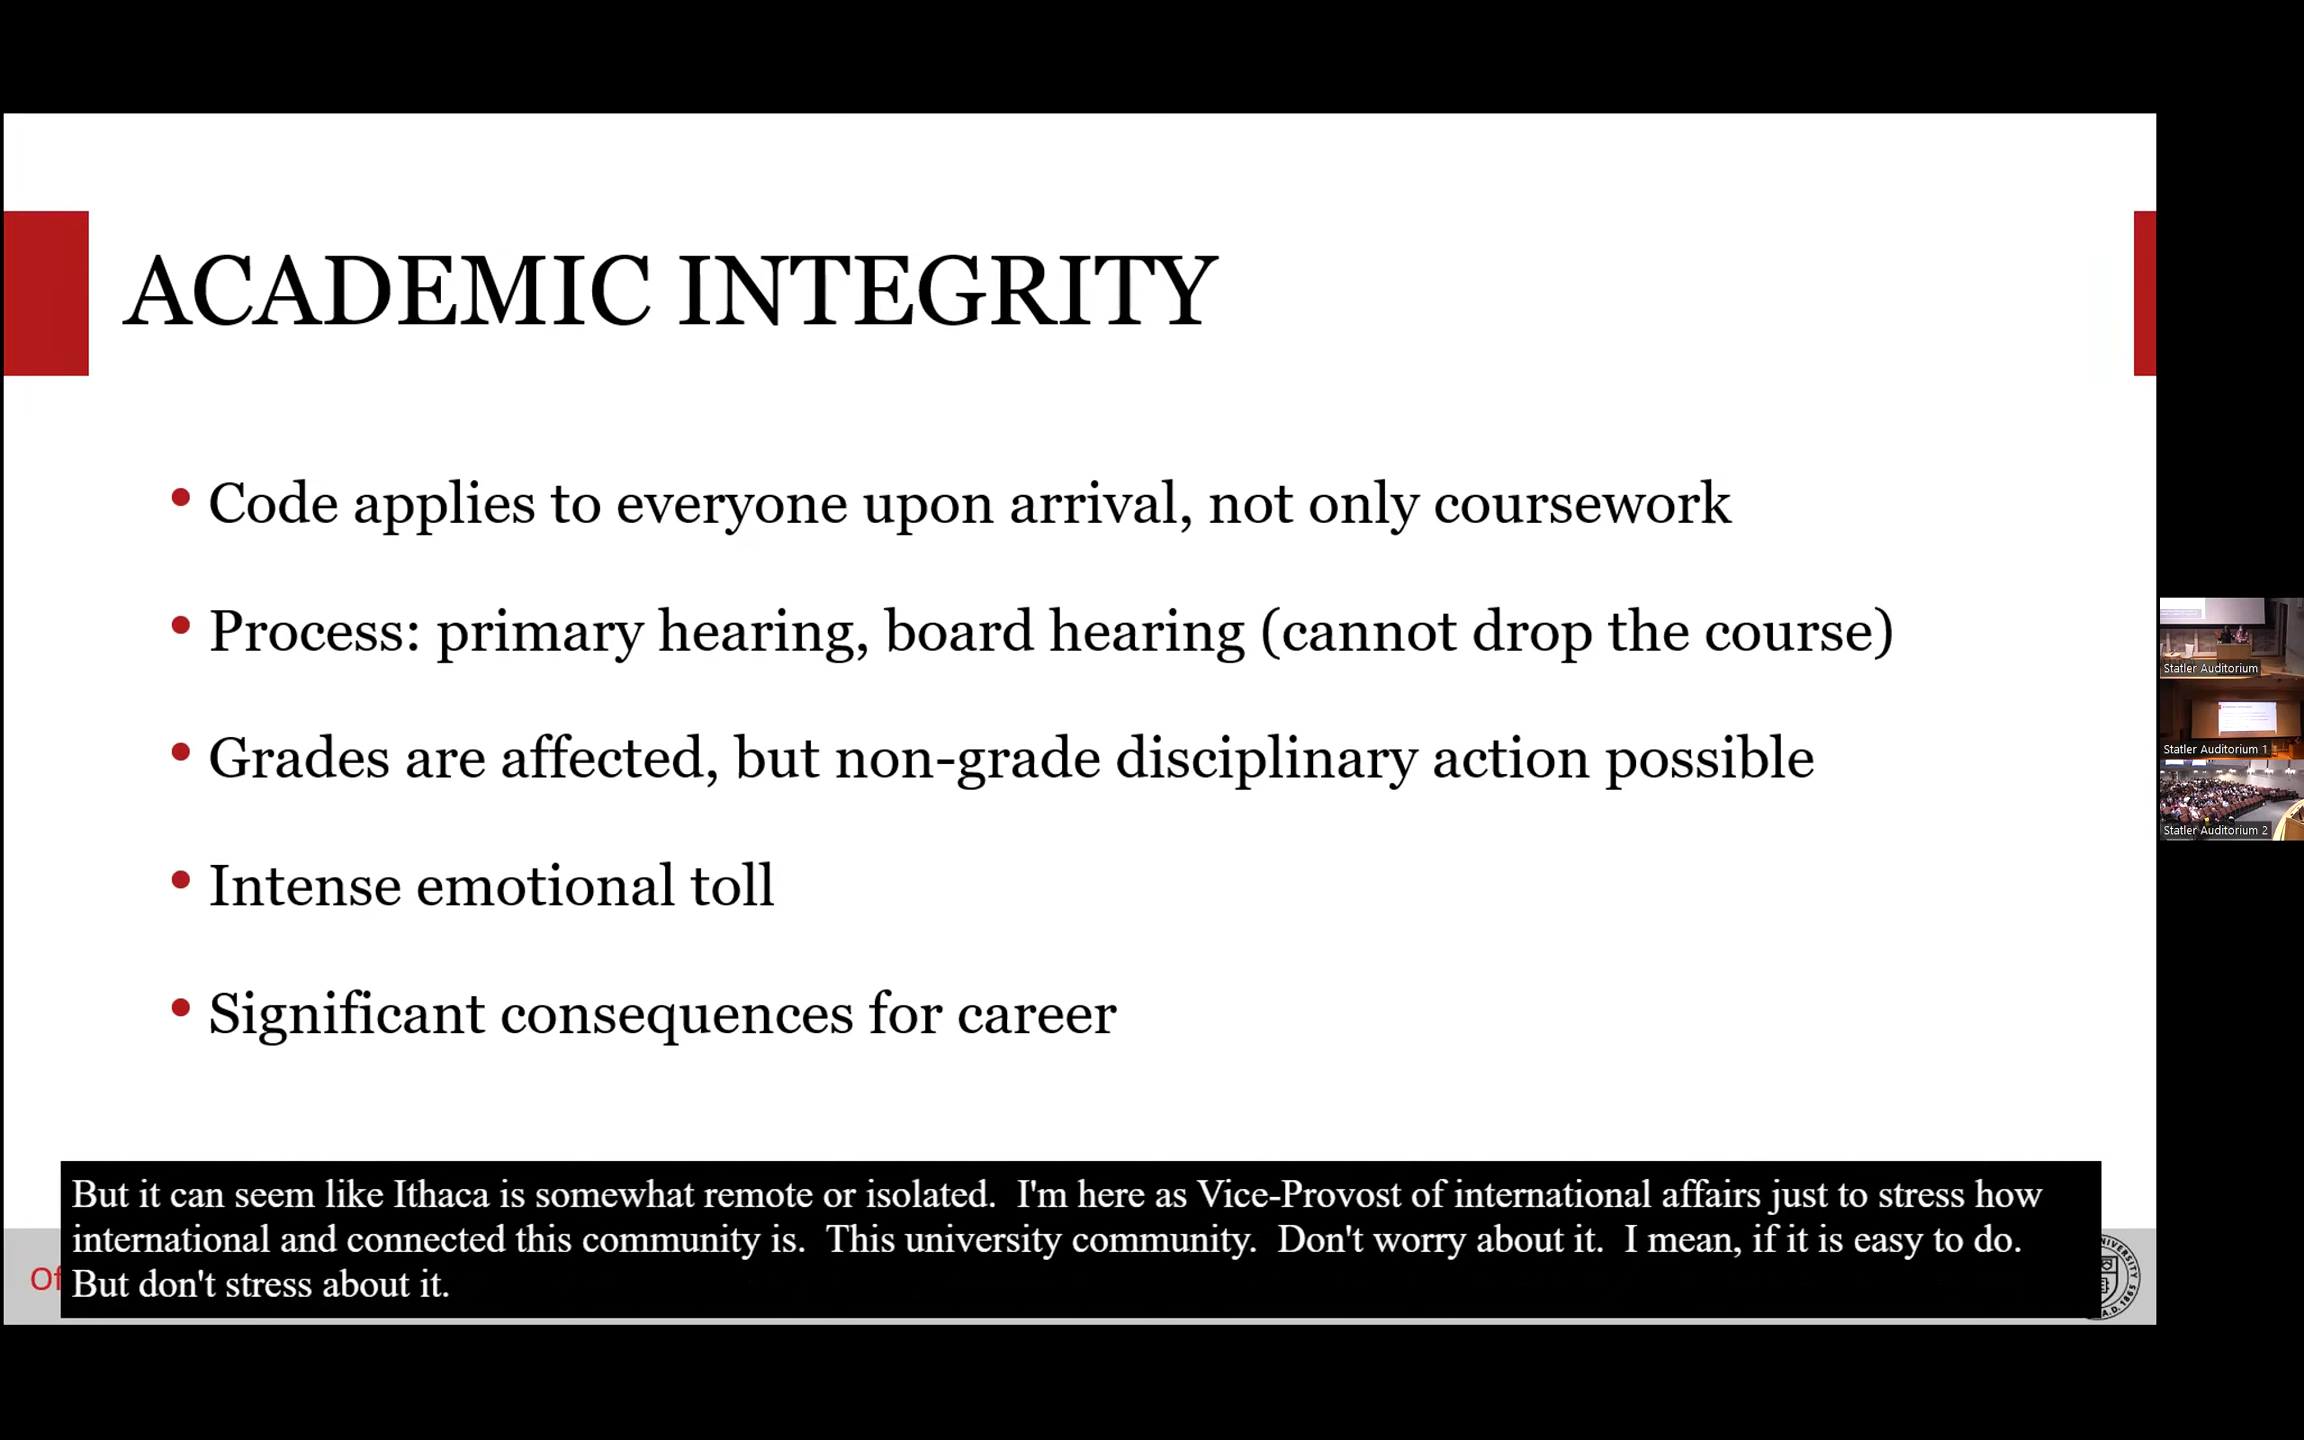 ACADEMIC INTEGRITY
• Code applies to everyone upon arrival, not only coursework
• Process: primary hearing, board hearing (cannot drop the course)
• Grades are affected, but non-grade disciplinary action possible
• Intense emotional toll
• Significant consequences for career
But it can seem like Ithaca is somewhat remote or isolated.  I'm here as Vice-Provost of international affairs just to stress how
international and connected this community is.  This university community.  Don't worry about it.  I mean, if it is easy to do.
But don't stress about it.
Statler Auditorium
Statler Auditorium 1
Statler Auditorium 2
A.D. 1865